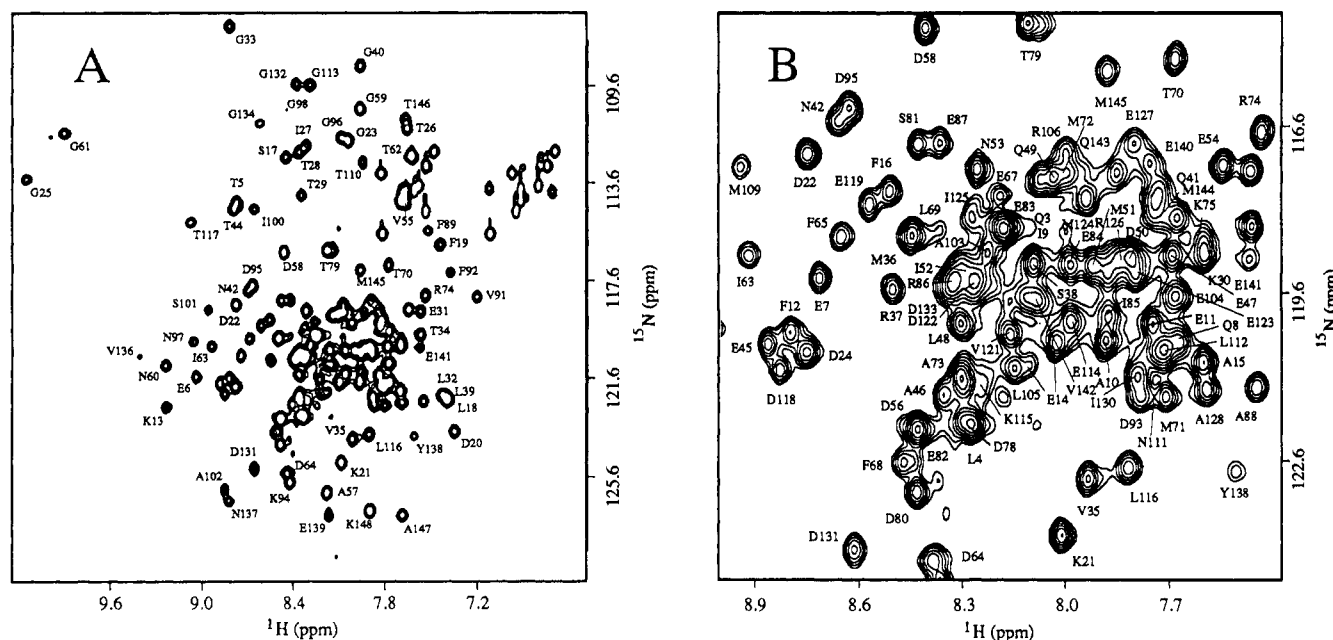 A
G33
G40
G132
G113
109.6
G98
G59
T146
G134
G96
G23
T26
I27
G61
S17
T28
T62
T110
G25
T29
113.6
T5
T44
I100
V55
F89
T117
F19
D58
T79
M145
T70
F92
D95
N42
R74
V91
117.6
S101
D22
E31
N97
T34
V136
I63
E141
N60
E6
121.6
L32
L39
K13
L18
V35
D20
L116
Y138
D131
D64
K21
A102
K94
A57
125.6
N137
E139
K148
A147
15N (ppm)
9.6
9.0
8.4
7.8
7.2
1H (ppm)
B
D58
T79
D95
M145
T70
N42
S81
E87
M72
E127
R74
R106
Q143
116.6
Q49
N53
E140
E54
M109
D22
F16
E67
Q41
E119
M144
I125
E83
K75
F65
L69
Q3
M51
A103
I9
M124
R126
D50
E84
I63
M36
I52
K30
E141
E7
R86
S38
I85
E104
E47
R37
D133
119.6
F12
D122
E11
E123
L48
Q8
E45
D24
V121
L112
A73
E114
A10
A15
D118
A46
L105
V142
I130
E14
K115
D93
A128
A88
D56
M71
D78
N111
E82
L4
F68
122.6
L116
Y138
D80
V35
D131
D64
K21
15N (ppm)
8.9
8.6
8.3
8.0
7.7
1H (ppm)